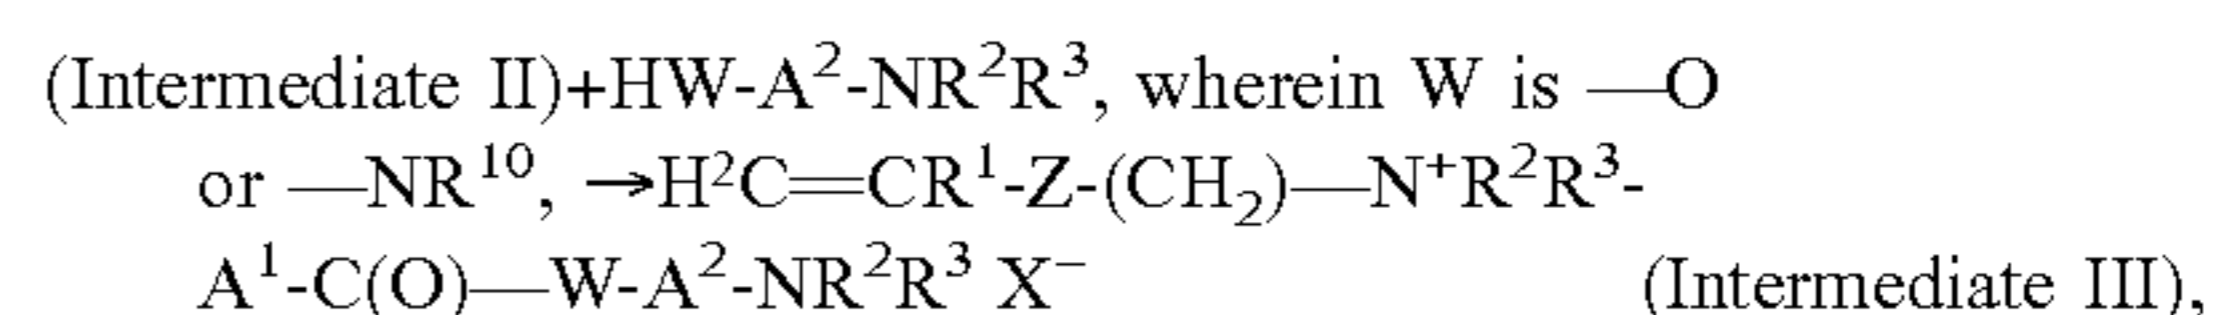 (Intermediate II)+HW-A²-NR²R³, wherein W is —O
or —NR¹⁰, →H²C═CR¹-Z-(CH₂)—N⁺R²R³-
A¹-C(O)—W-A²-NR²R³ X⁻ (Intermediate III),